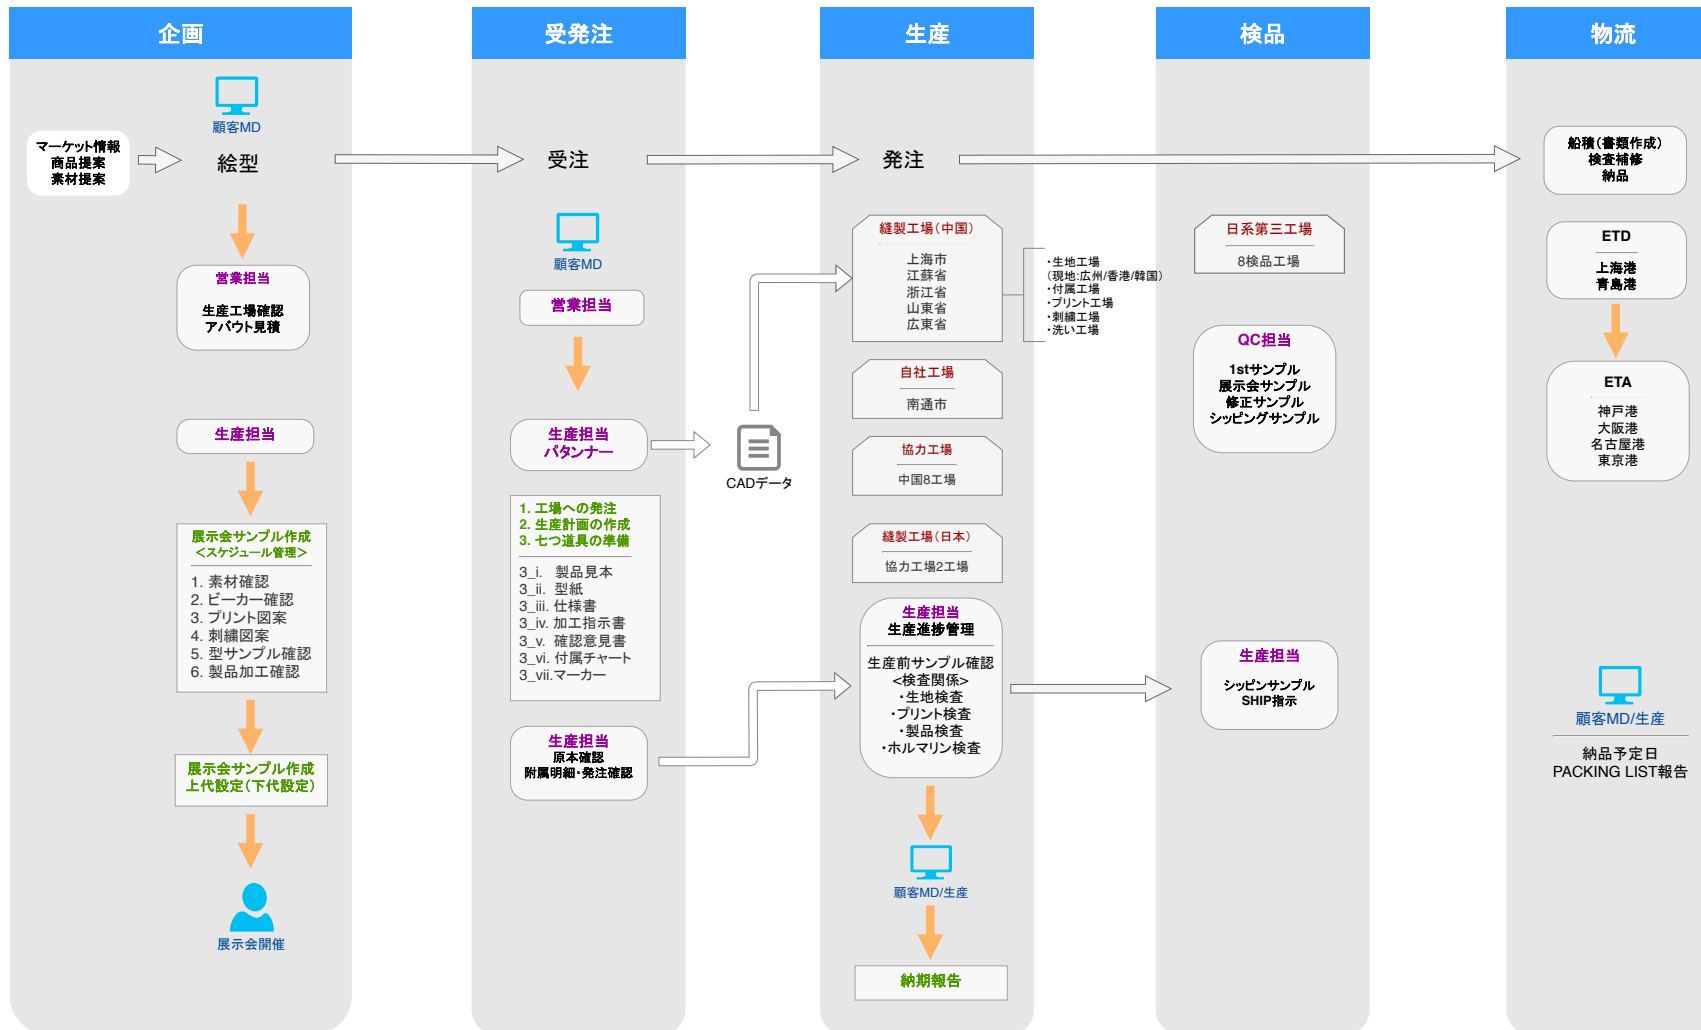 企画
顧客MD
マーケット情報
商品提案
素材提案
絵型
営業担当
生産工場確認
アバウト見積
生産担当
展示会サンプル作成
＜スケジュール管理＞
1. 素材確認
2. ビーカー確認
3. プリント図案
4. 刺繍図案
5. 型サンプル確認
6. 製品加工確認
展示会サンプル作成
上代設定（下代設定）
展示会開催
受発注
受注
顧客MD
営業担当
生産担当
パタンナー
CADデータ
1. 工場への発注
2. 生産計画の作成
3. 七つ道具の準備
3_i. 製品見本
3_ii. 型紙
3_iii. 仕様書
3_iv. 加工指示書
3_v. 確認意見書
3_vi. 付属チャート
3_vii.マーカー
生産担当
原本確認
附属明細・発注確認
生産
発注
縫製工場（中国）
上海市
江蘇省
浙江省
山東省
広東省
・生地工場
（現地:広州/香港/韓国）
・付属工場
・プリント工場
・刺繍工場
・洗い工場
自社工場
南通市
協力工場
中国8工場
縫製工場（日本）
協力工場2工場
生産担当
生産進捗管理
生産前サンプル確認
<検査関係>
・生地検査
・プリント検査
・製品検査
・ホルマリン検査
顧客MD/生産
納期報告
検品
日系第三工場
8検品工場
QC担当
1stサンプル
展示会サンプル
修正サンプル
シッピングサンプル
生産担当
シッピンサンプル
SHIP指示
物流
船積（書類作成）
検査補修
納品
ETD
上海港
青島港
ETA
神戸港
大阪港
名古屋港
東京港
顧客MD/生産
納品予定日
PACKING LIST報告